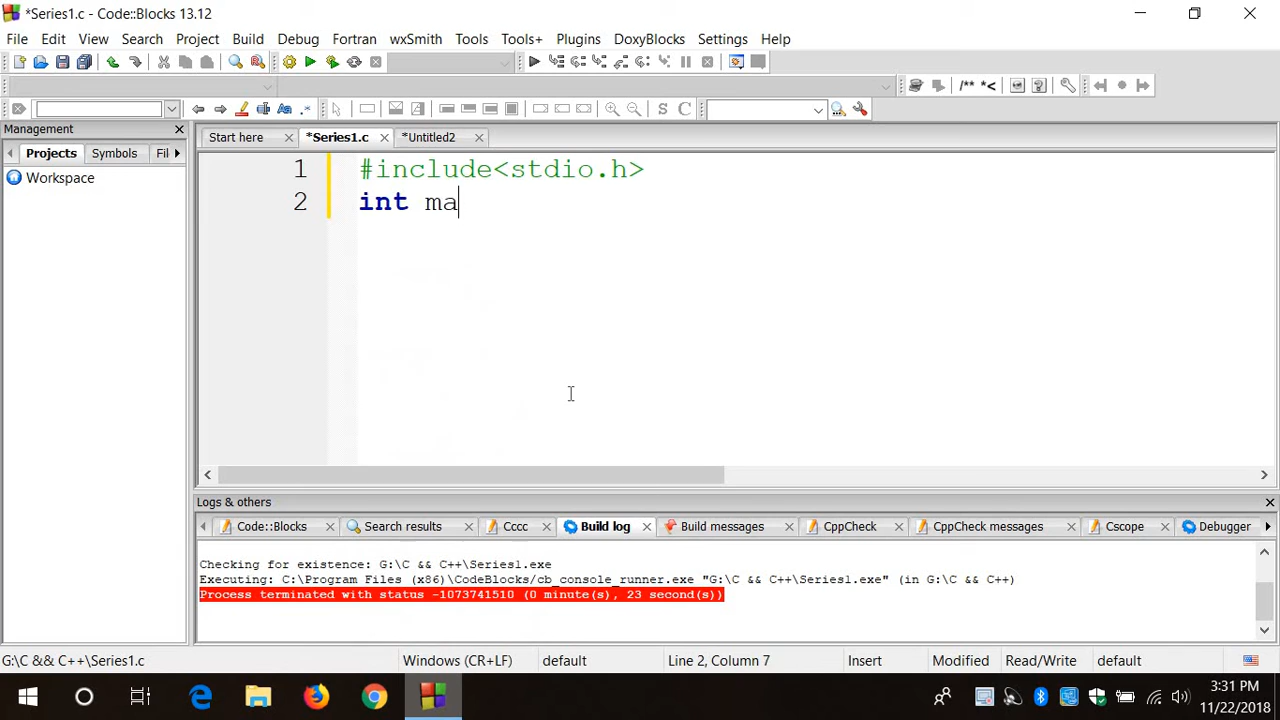 *Series1.c - Code::Blocks 13.12
File Edit View Search Project Build Debug Fortran wxSmith Tools Tools+ Plugins DoxyBlocks Settings Help
/** *<
S C
Management
Projects Symbols Fil
Workspace
Start here *Series1.c *Untitled2
1 #include<stdio.h>
2 int ma
Logs & others
Code::Blocks Search results Cccc Build log Build messages CppCheck CppCheck messages Cscope Debugger
Checking for existence: G:\C && C++\Series1.exe
Executing: C:\Program Files (x86)\CodeBlocks/cb_console_runner.exe "G:\C && C++\Series1.exe" (in G:\C && C++)
Process terminated with status -1073741510 (0 minute(s), 23 second(s))
G:\C && C++\Series1.c Windows (CR+LF) default Line 2, Column 7 Insert Modified Read/Write default
3:31 PM
11/22/2018